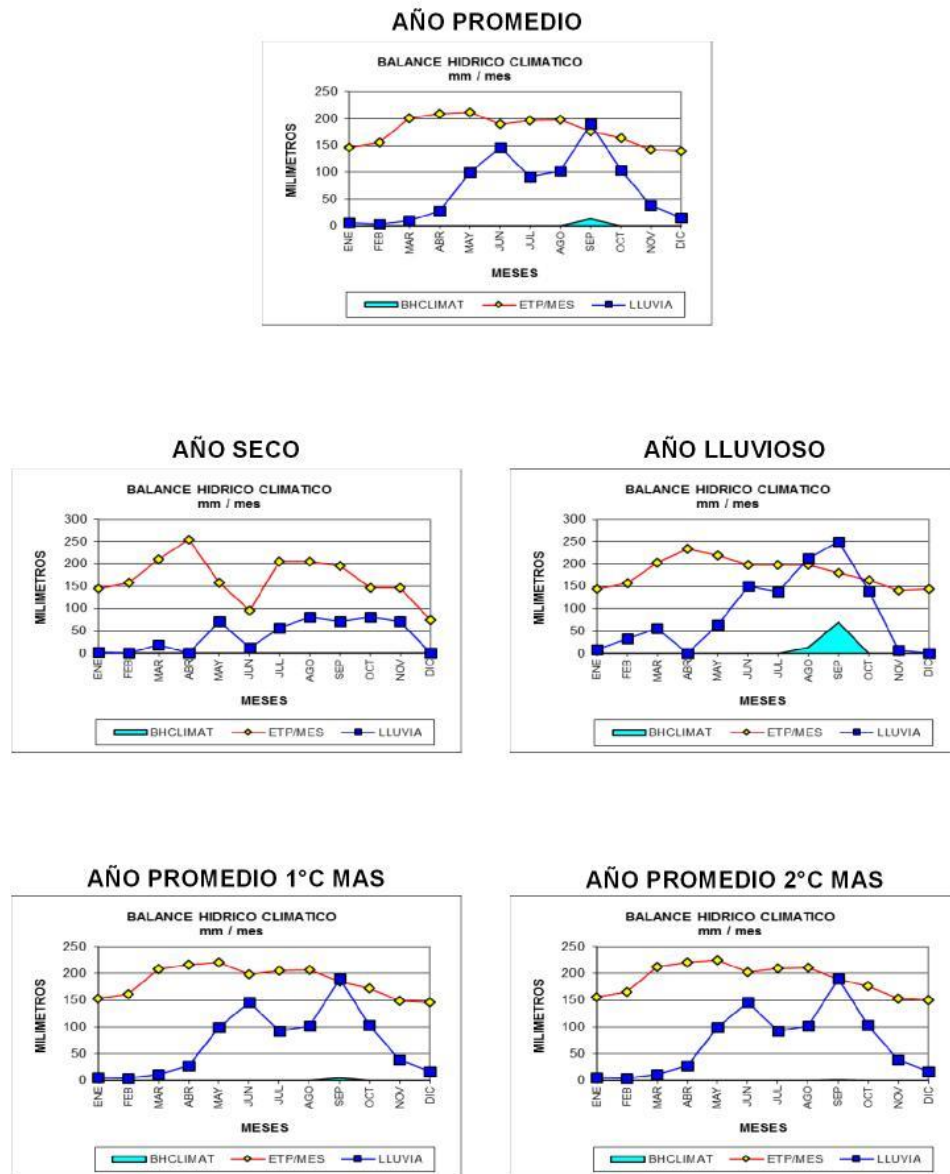 AÑO PROMEDIO
BALANCE HIDRICO CLIMATICO
mm / mes
MILIMETROS
250
200
150
100
50
0
ENE
FEB
MAR
ABR
MAY
JUN
JUL
AGO
SEP
OCT
NOV
DIC
MESES
BHCLIMAT ETP/MES LLUVIA
AÑO SECO
BALANCE HIDRICO CLIMATICO
mm / mes
MILIMETROS
300
250
200
150
100
50
0
ENE
FEB
MAR
ABR
MAY
JUN
JUL
AGO
SEP
OCT
NOV
DIC
MESES
BHCLIMAT ETP/MES LLUVIA
AÑO LLUVIOSO
BALANCE HIDRICO CLIMATICO
mm / mes
MILIMETROS
300
250
200
150
100
50
0
ENE
FEB
MAR
ABR
MAY
JUN
JUL
AGO
SEP
OCT
NOV
DIC
MESES
BHCLIMAT ETP/MES LLUVIA
AÑO PROMEDIO 1°C MAS
BALANCE HIDRICO CLIMATICO
mm / mes
MILIMETROS
250
200
150
100
50
0
ENE
FEB
MAR
ABR
MAY
JUN
JUL
AGO
SEP
OCT
NOV
DIC
MESES
BHCLIMAT ETP/MES LLUVIA
AÑO PROMEDIO 2°C MAS
BALANCE HIDRICO CLIMATICO
mm / mes
MILIMETROS
250
200
150
100
50
0
ENE
FEB
MAR
ABR
MAY
JUN
JUL
AGO
SEP
OCT
NOV
DIC
MESES
BHCLIMAT ETP/MES LLUVIA